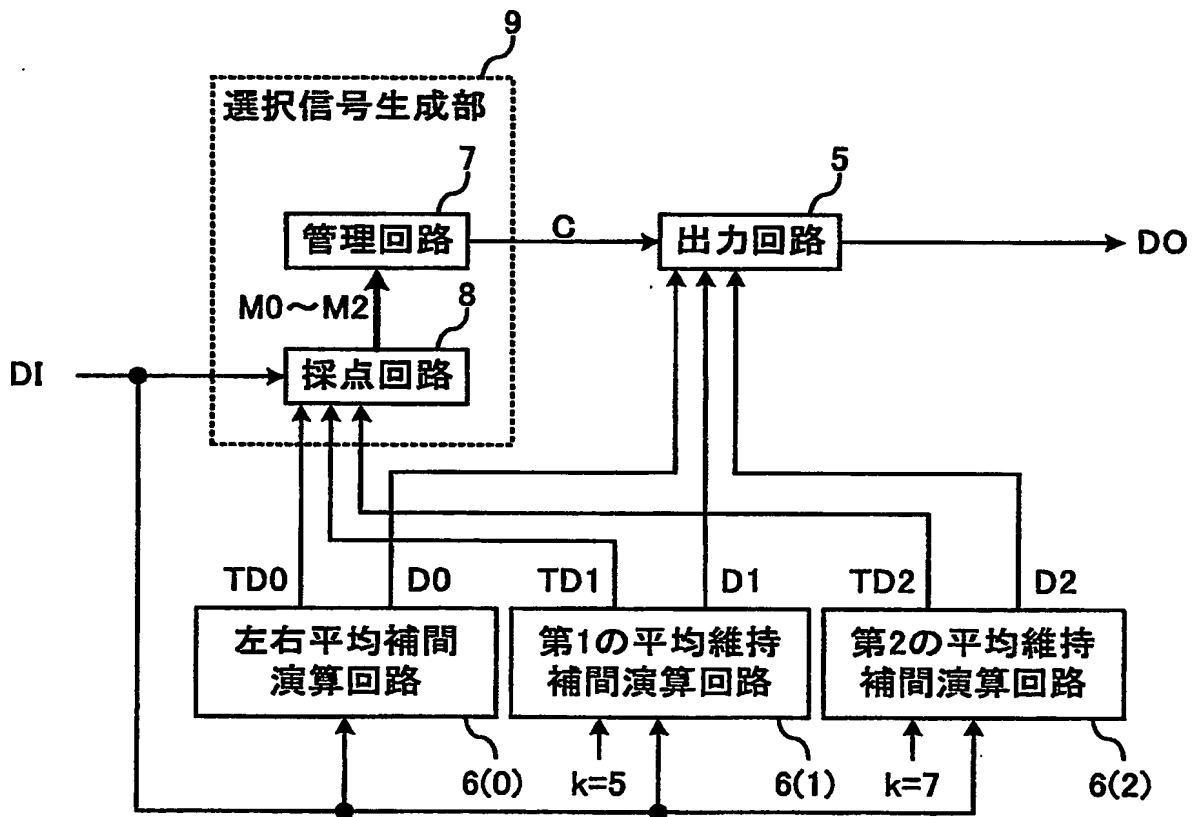 9
選択信号生成部
7
5
管理回路
C
出力回路
DO
M0～M2
8
DI
採点回路
TD0
D0
TD1
D1
TD2
D2
左右平均補間
演算回路
第1の平均維持
補間演算回路
第2の平均維持
補間演算回路
6(0)
k=5
6(1)
k=7
6(2)